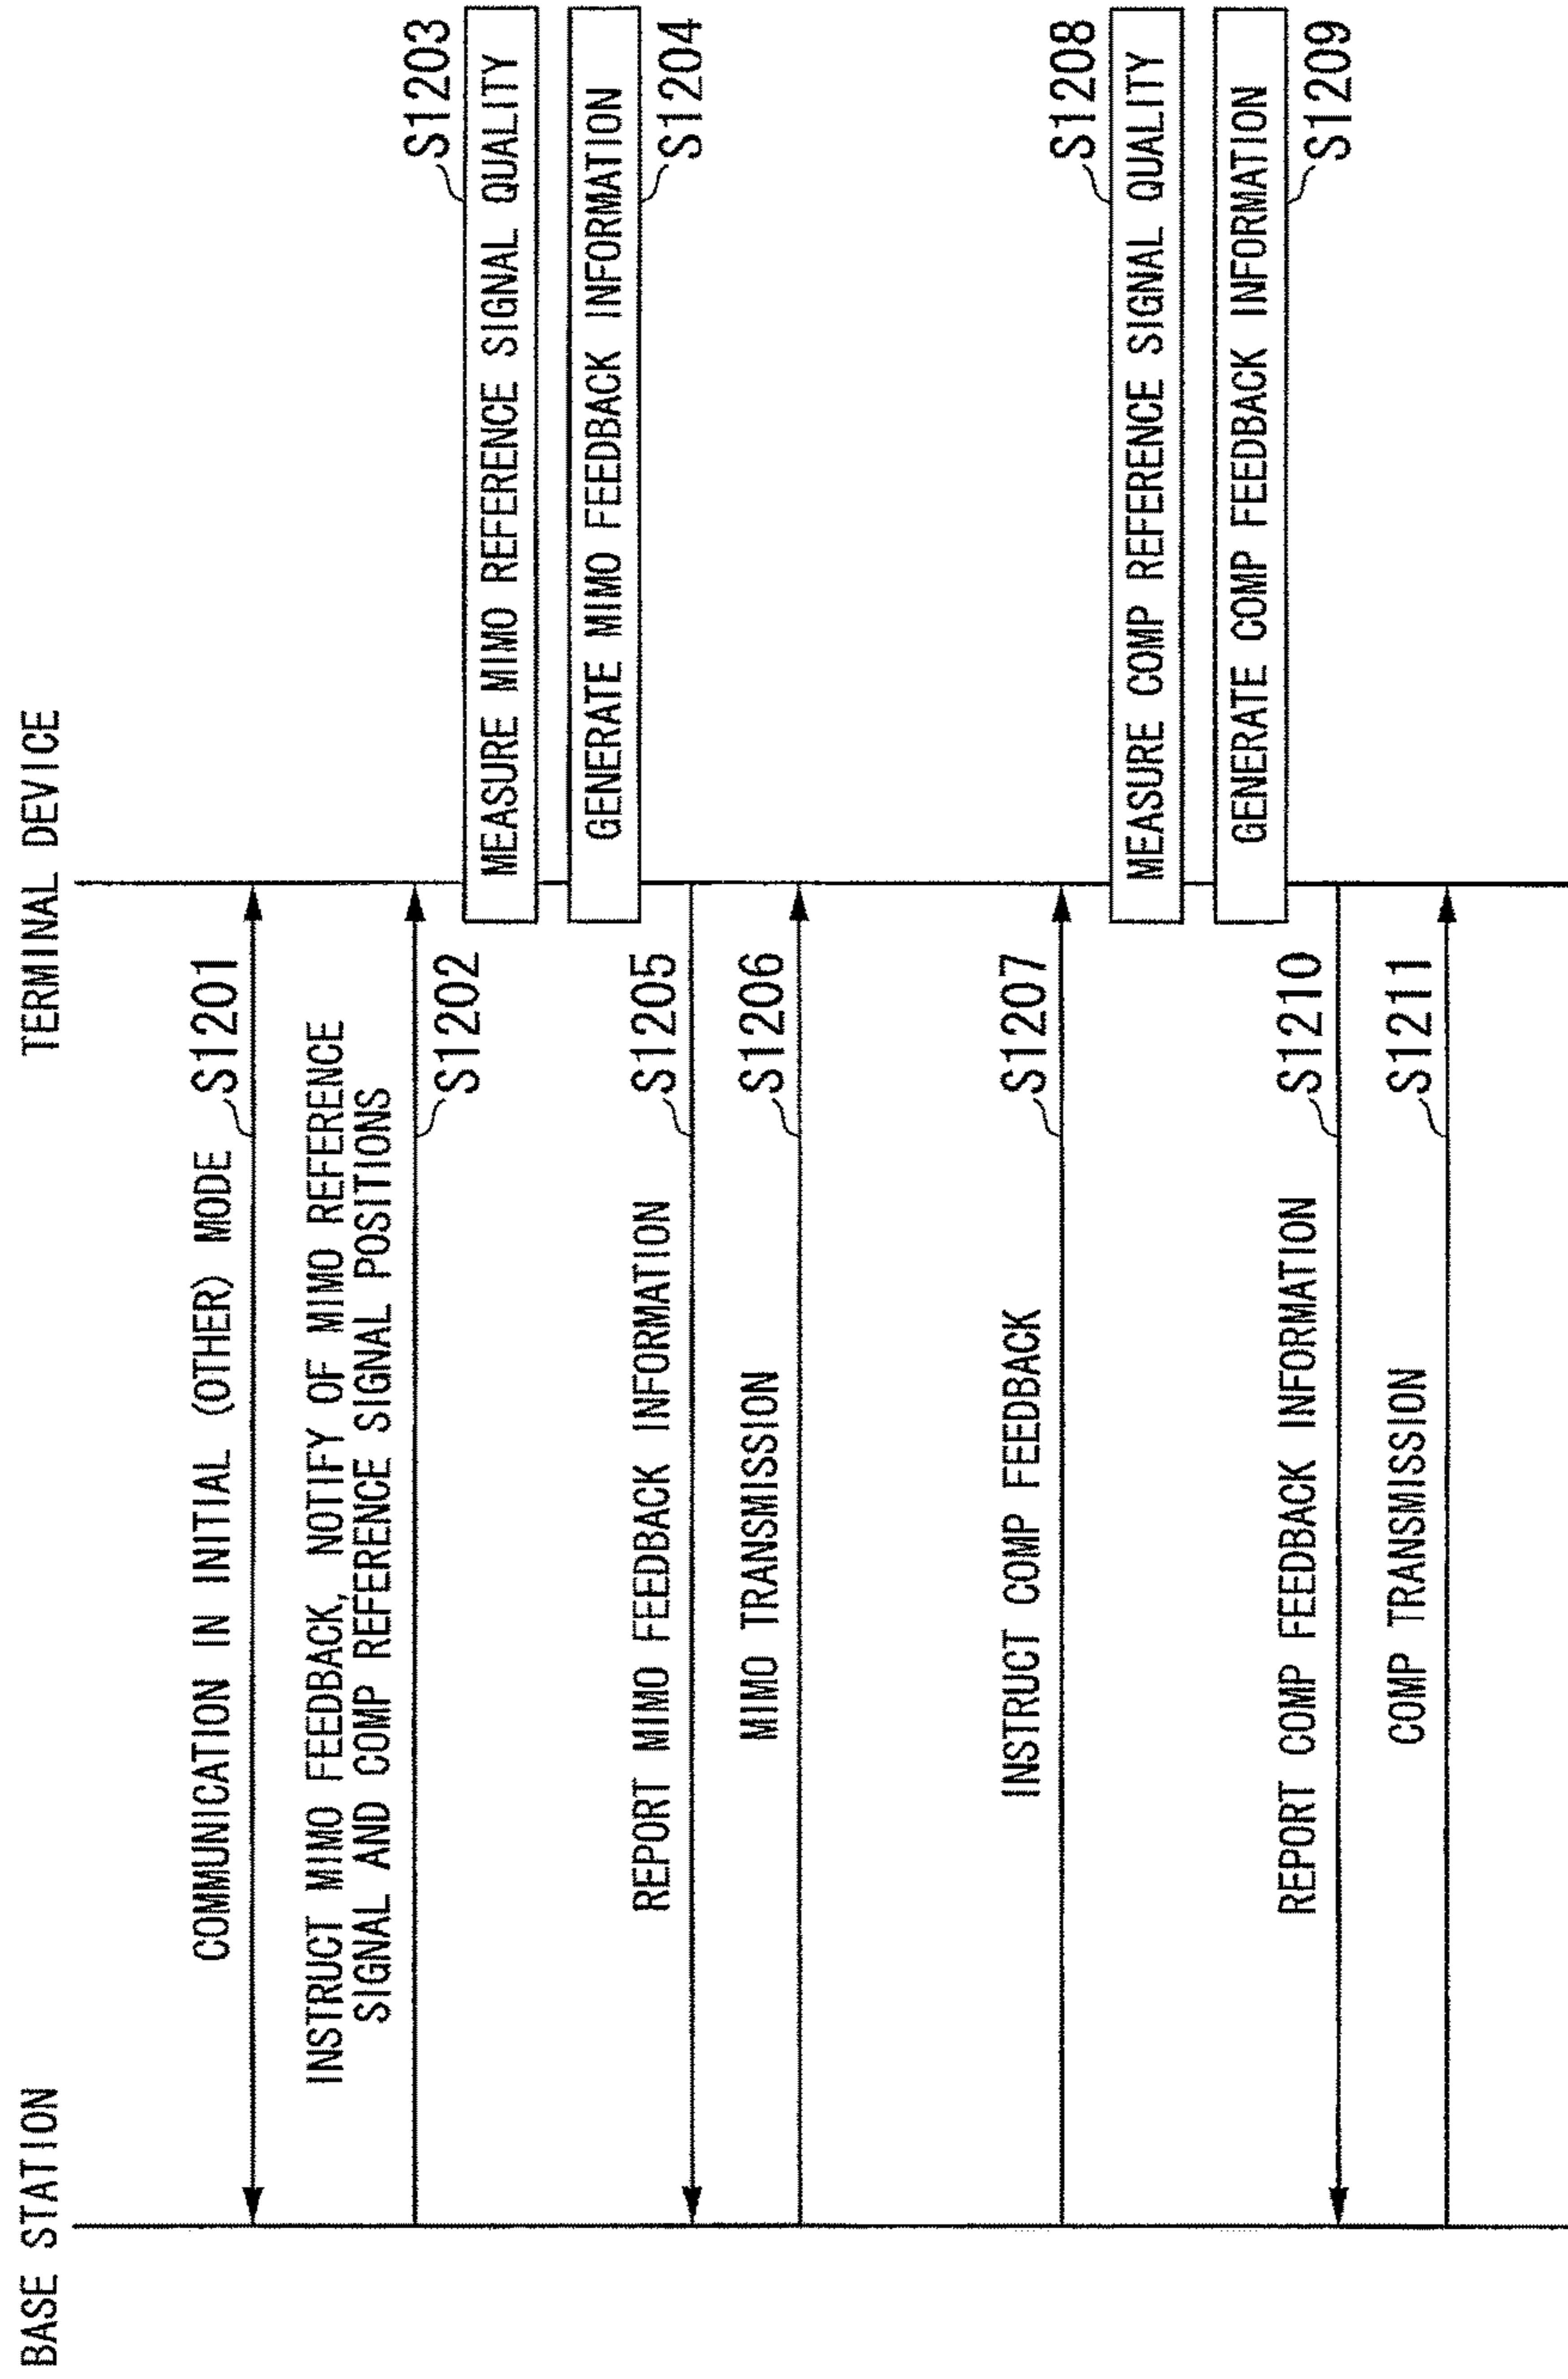 BASE STATION
TERMINAL DEVICE
COMMUNICATION IN INITIAL (OTHER) MODE
S1201
INSTRUCT MIMO FEEDBACK, NOTIFY OF MIMO REFERENCE
SIGNAL AND COMP REFERENCE SIGNAL POSITIONS
S1202
S1203
MEASURE MIMO REFERENCE SIGNAL QUALITY
GENERATE MIMO FEEDBACK INFORMATION
S1204
REPORT MIMO FEEDBACK INFORMATION
S1205
MIMO TRANSMISSION
S1206
INSTRUCT COMP FEEDBACK
S1207
S1208
MEASURE COMP REFERENCE SIGNAL QUALITY
GENERATE COMP FEEDBACK INFORMATION
S1209
REPORT COMP FEEDBACK INFORMATION
S1210
COMP TRANSMISSION
S1211